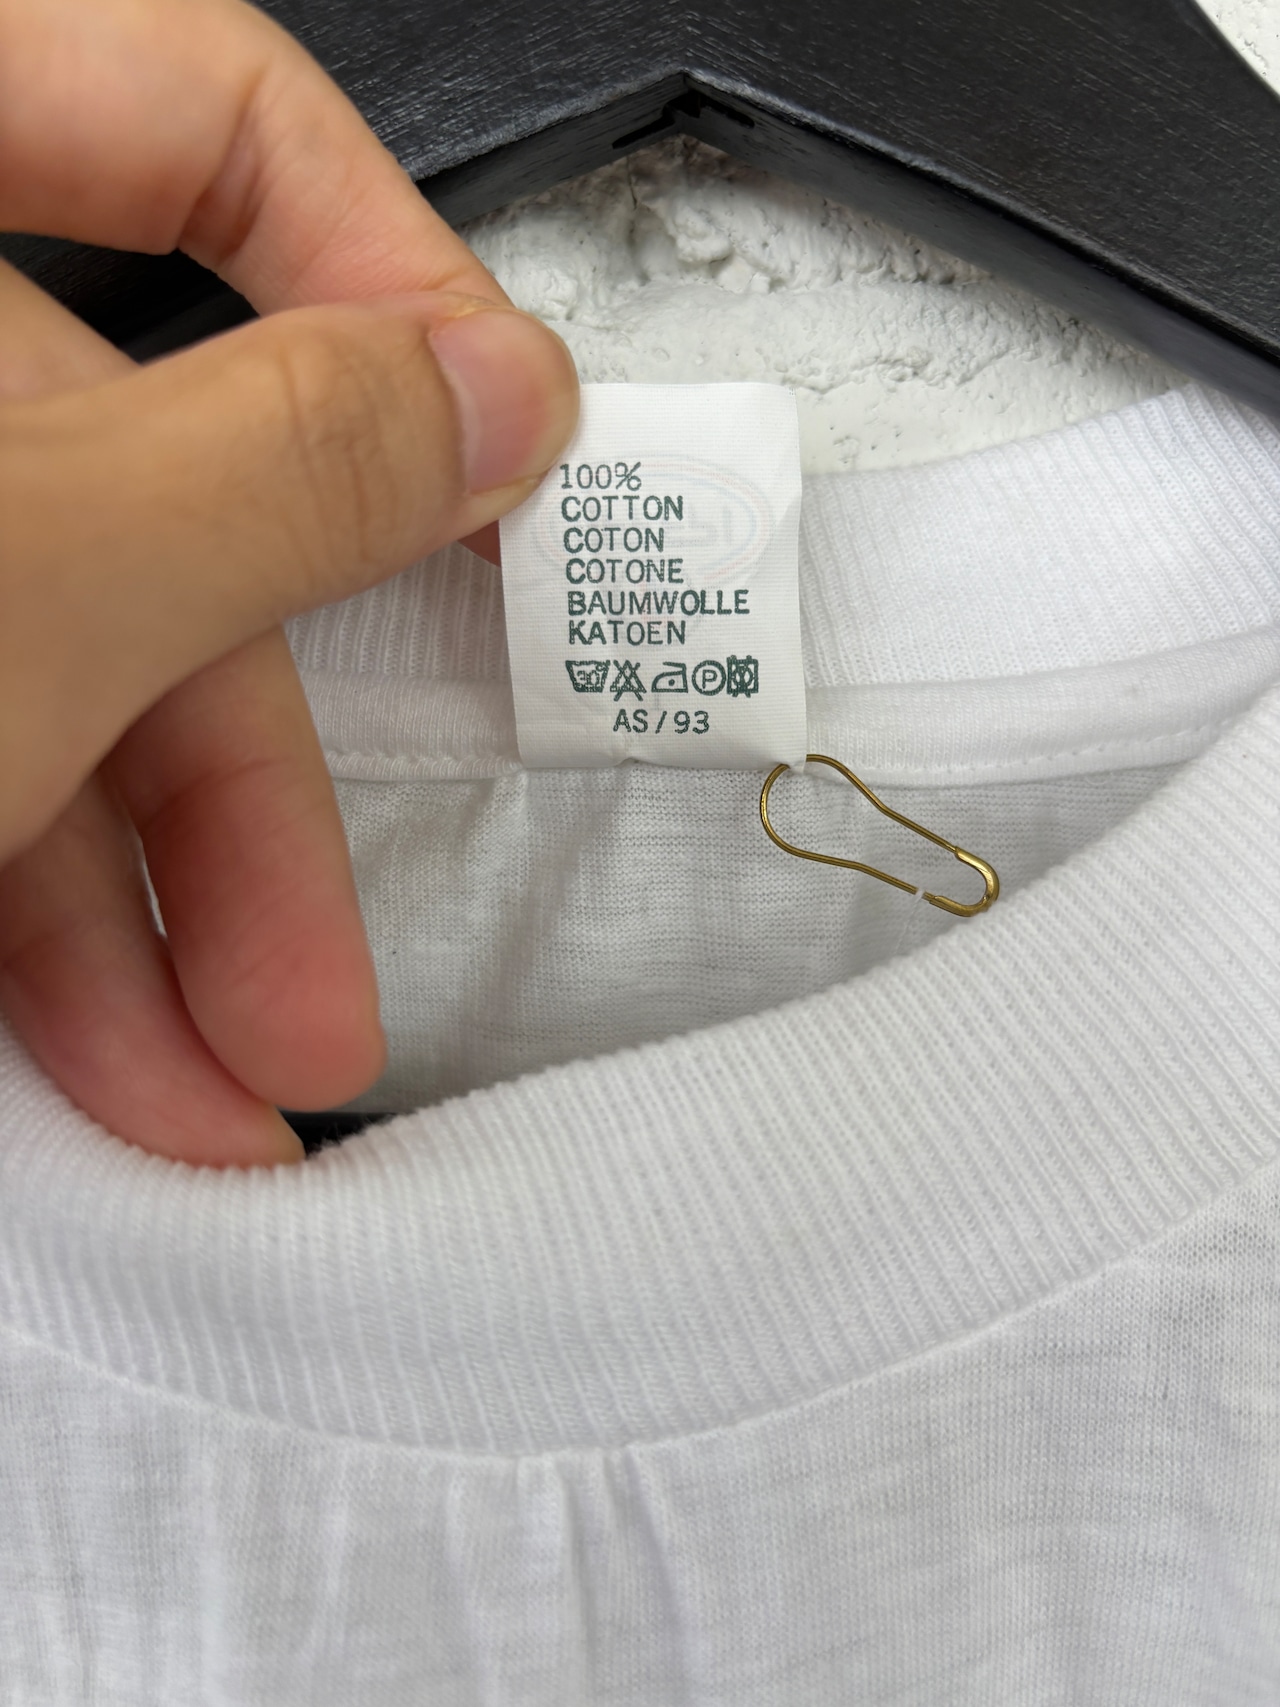 100%
COTTON
COTON
COTONE
BAUMWOLLE
KATOEN
30°
P
AS/93